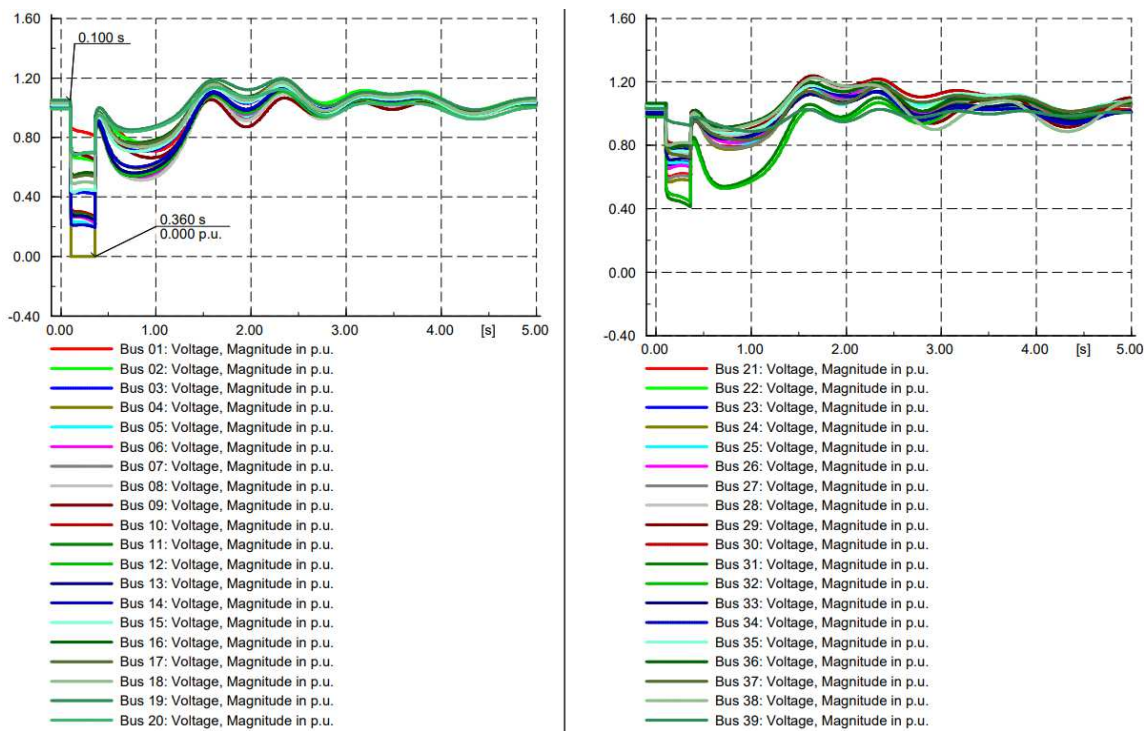 1.60
0.100 s
1.20
0.80
0.40
0.360 s
0.000 p.u.
0.00
-0.40
0.00 1.00 2.00 3.00 4.00 [s] 5.00
Bus 01: Voltage, Magnitude in p.u.
Bus 02: Voltage, Magnitude in p.u.
Bus 03: Voltage, Magnitude in p.u.
Bus 04: Voltage, Magnitude in p.u.
Bus 05: Voltage, Magnitude in p.u.
Bus 06: Voltage, Magnitude in p.u.
Bus 07: Voltage, Magnitude in p.u.
Bus 08: Voltage, Magnitude in p.u.
Bus 09: Voltage, Magnitude in p.u.
Bus 10: Voltage, Magnitude in p.u.
Bus 11: Voltage, Magnitude in p.u.
Bus 12: Voltage, Magnitude in p.u.
Bus 13: Voltage, Magnitude in p.u.
Bus 14: Voltage, Magnitude in p.u.
Bus 15: Voltage, Magnitude in p.u.
Bus 16: Voltage, Magnitude in p.u.
Bus 17: Voltage, Magnitude in p.u.
Bus 18: Voltage, Magnitude in p.u.
Bus 19: Voltage, Magnitude in p.u.
Bus 20: Voltage, Magnitude in p.u.
1.60
1.20
0.80
0.40
0.00
-0.40
0.00 1.00 2.00 3.00 4.00 [s] 5.00
Bus 21: Voltage, Magnitude in p.u.
Bus 22: Voltage, Magnitude in p.u.
Bus 23: Voltage, Magnitude in p.u.
Bus 24: Voltage, Magnitude in p.u.
Bus 25: Voltage, Magnitude in p.u.
Bus 26: Voltage, Magnitude in p.u.
Bus 27: Voltage, Magnitude in p.u.
Bus 28: Voltage, Magnitude in p.u.
Bus 29: Voltage, Magnitude in p.u.
Bus 30: Voltage, Magnitude in p.u.
Bus 31: Voltage, Magnitude in p.u.
Bus 32: Voltage, Magnitude in p.u.
Bus 33: Voltage, Magnitude in p.u.
Bus 34: Voltage, Magnitude in p.u.
Bus 35: Voltage, Magnitude in p.u.
Bus 36: Voltage, Magnitude in p.u.
Bus 37: Voltage, Magnitude in p.u.
Bus 38: Voltage, Magnitude in p.u.
Bus 39: Voltage, Magnitude in p.u.